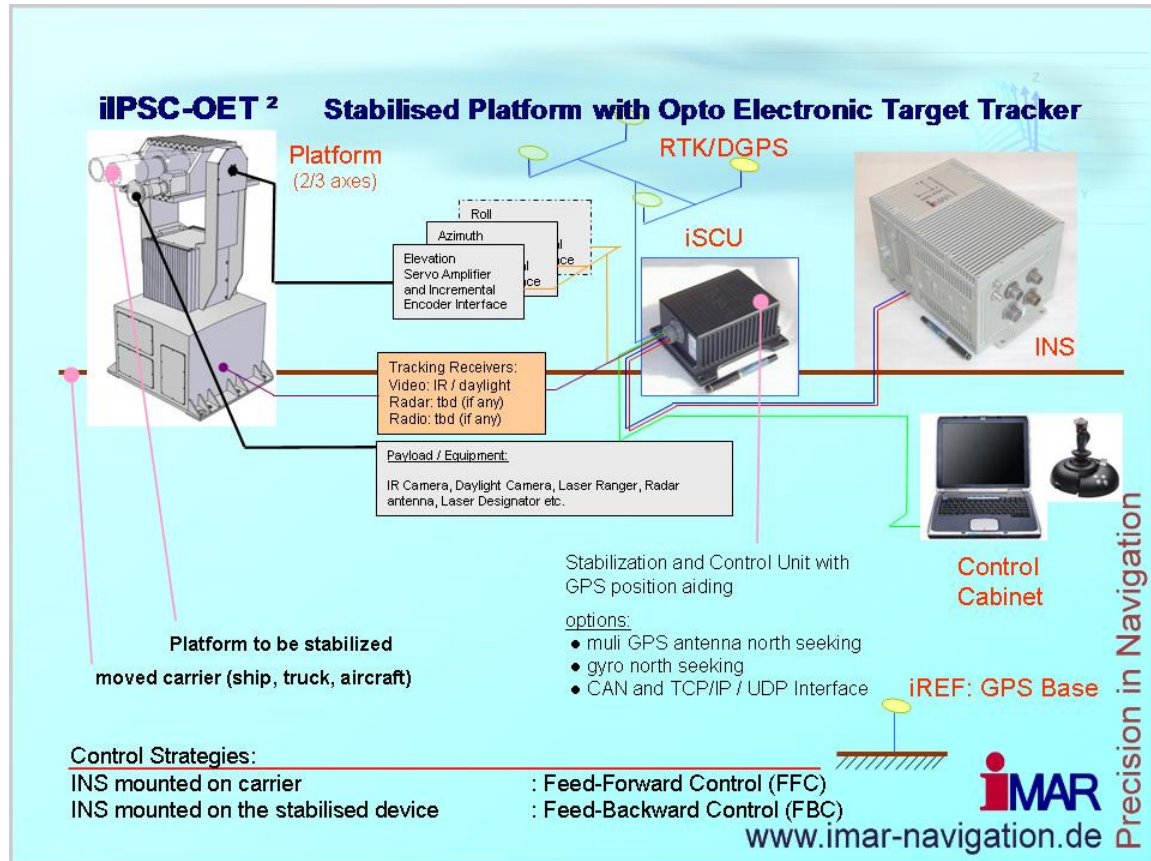 iIPSC-OET ² Stabilised Platform with Opto Electronic Target Tracker
Platform
(2/3 axes)
RTK/DGPS
iSCU
INS
Roll
Azimuth
Elevation
Servo Amplifier
and Incremental
Encoder Interface
Tracking Receivers:
Video: IR / daylight
Radar: tbd (if any)
Radio: tbd (if any)
Payload / Equipment:
IR Camera, Daylight Camera, Laser Ranger, Radar
antenna, Laser Designator etc.
Control
Cabinet
Stabilization and Control Unit with
GPS position aiding
options:
● muli GPS antenna north seeking
● gyro north seeking
● CAN and TCP/IP / UDP Interface
Platform to be stabilized
moved carrier (ship, truck, aircraft)
iREF: GPS Base
Control Strategies:
INS mounted on carrier : Feed-Forward Control (FFC)
INS mounted on the stabilised device : Feed-Backward Control (FBC)
iMAR
www.imar-navigation.de
Precision in Navigation